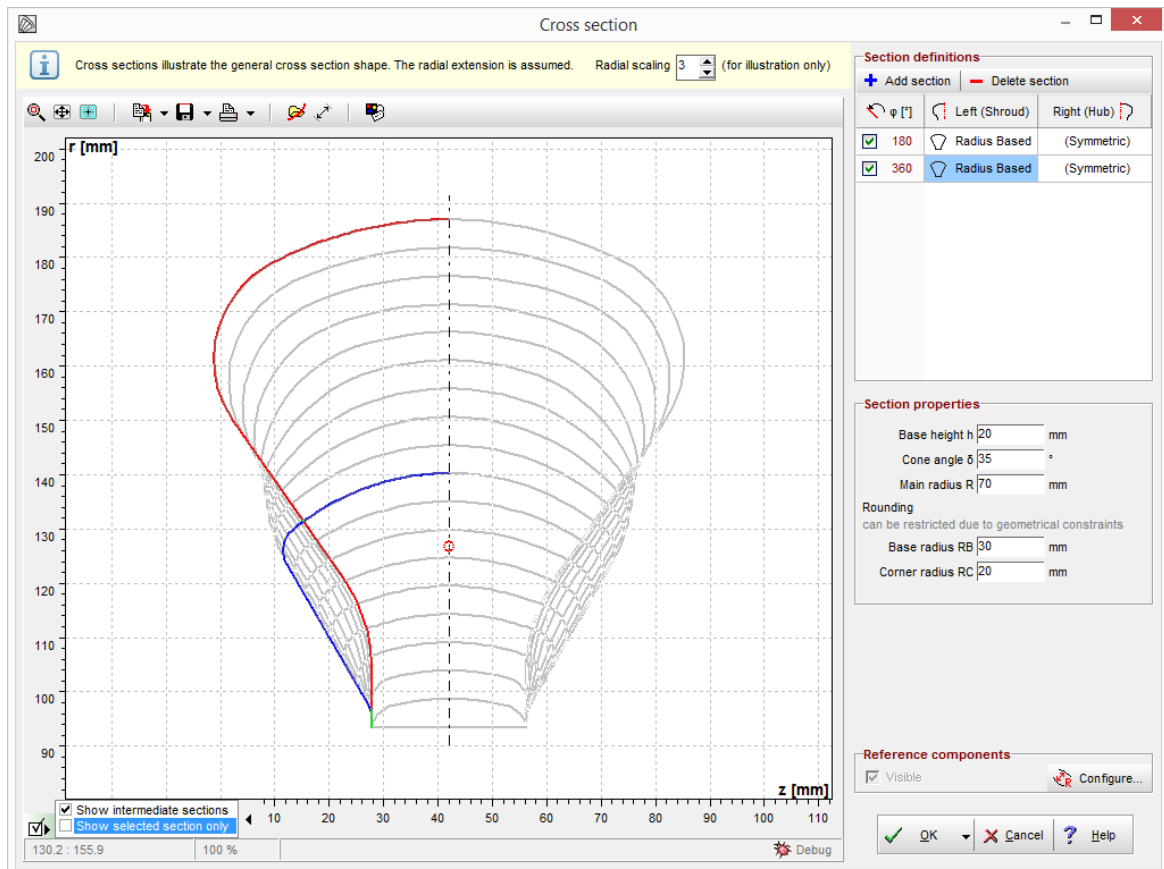 Cross section
Cross sections illustrate the general cross section shape. The radial extension is assumed. Radial scaling 3 (for illustration only)
r [mm]
200
190
180
170
160
150
140
130
120
110
100
90
z [mm]
10 20 30 40 50 60 70 80 90 100 110
Show intermediate sections
Show selected section only
130.2 : 155.9 100 % Debug
Section definitions
Add section Delete section
φ [°] Left (Shroud) Right (Hub)
180 Radius Based (Symmetric)
360 Radius Based (Symmetric)
Section properties
Base height h 20 mm
Cone angle δ 35 °
Main radius R 70 mm
Rounding
can be restricted due to geometrical constraints
Base radius RB 30 mm
Corner radius RC 20 mm
Reference components
Visible Configure...
OK Cancel Help